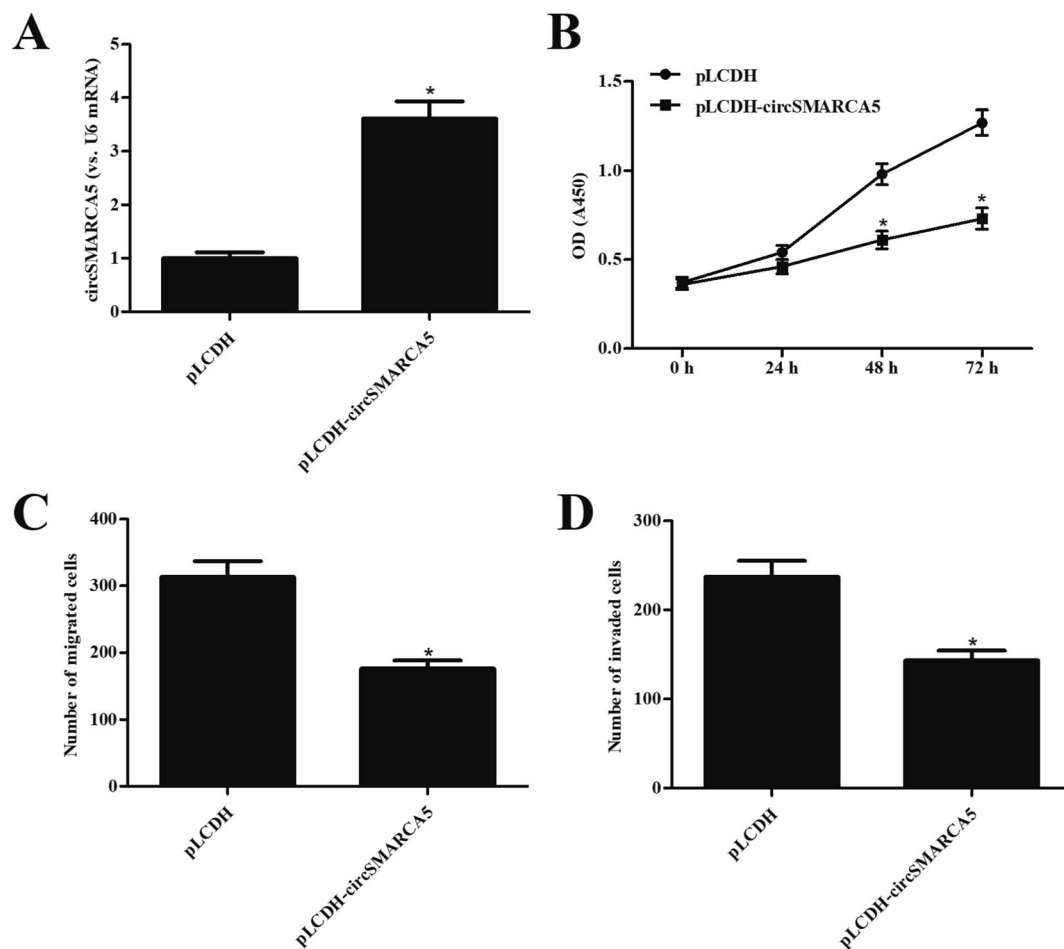 A
circSMARCA5 (vs. U6 mRNA)
5
4
3
2
1
0
*
pLCDH
pLCDH-circSMARCA5
B
pLCDH
pLCDH-circSMARCA5
OD (A450)
1.5
1.0
0.5
0.0
*
*
0 h
24 h
48 h
72 h
C
Number of migrated cells
400
300
200
100
0
*
pLCDH
pLCDH-circSMARCA5
D
Number of invaded cells
300
200
100
0
*
pLCDH
pLCDH-circSMARCA5